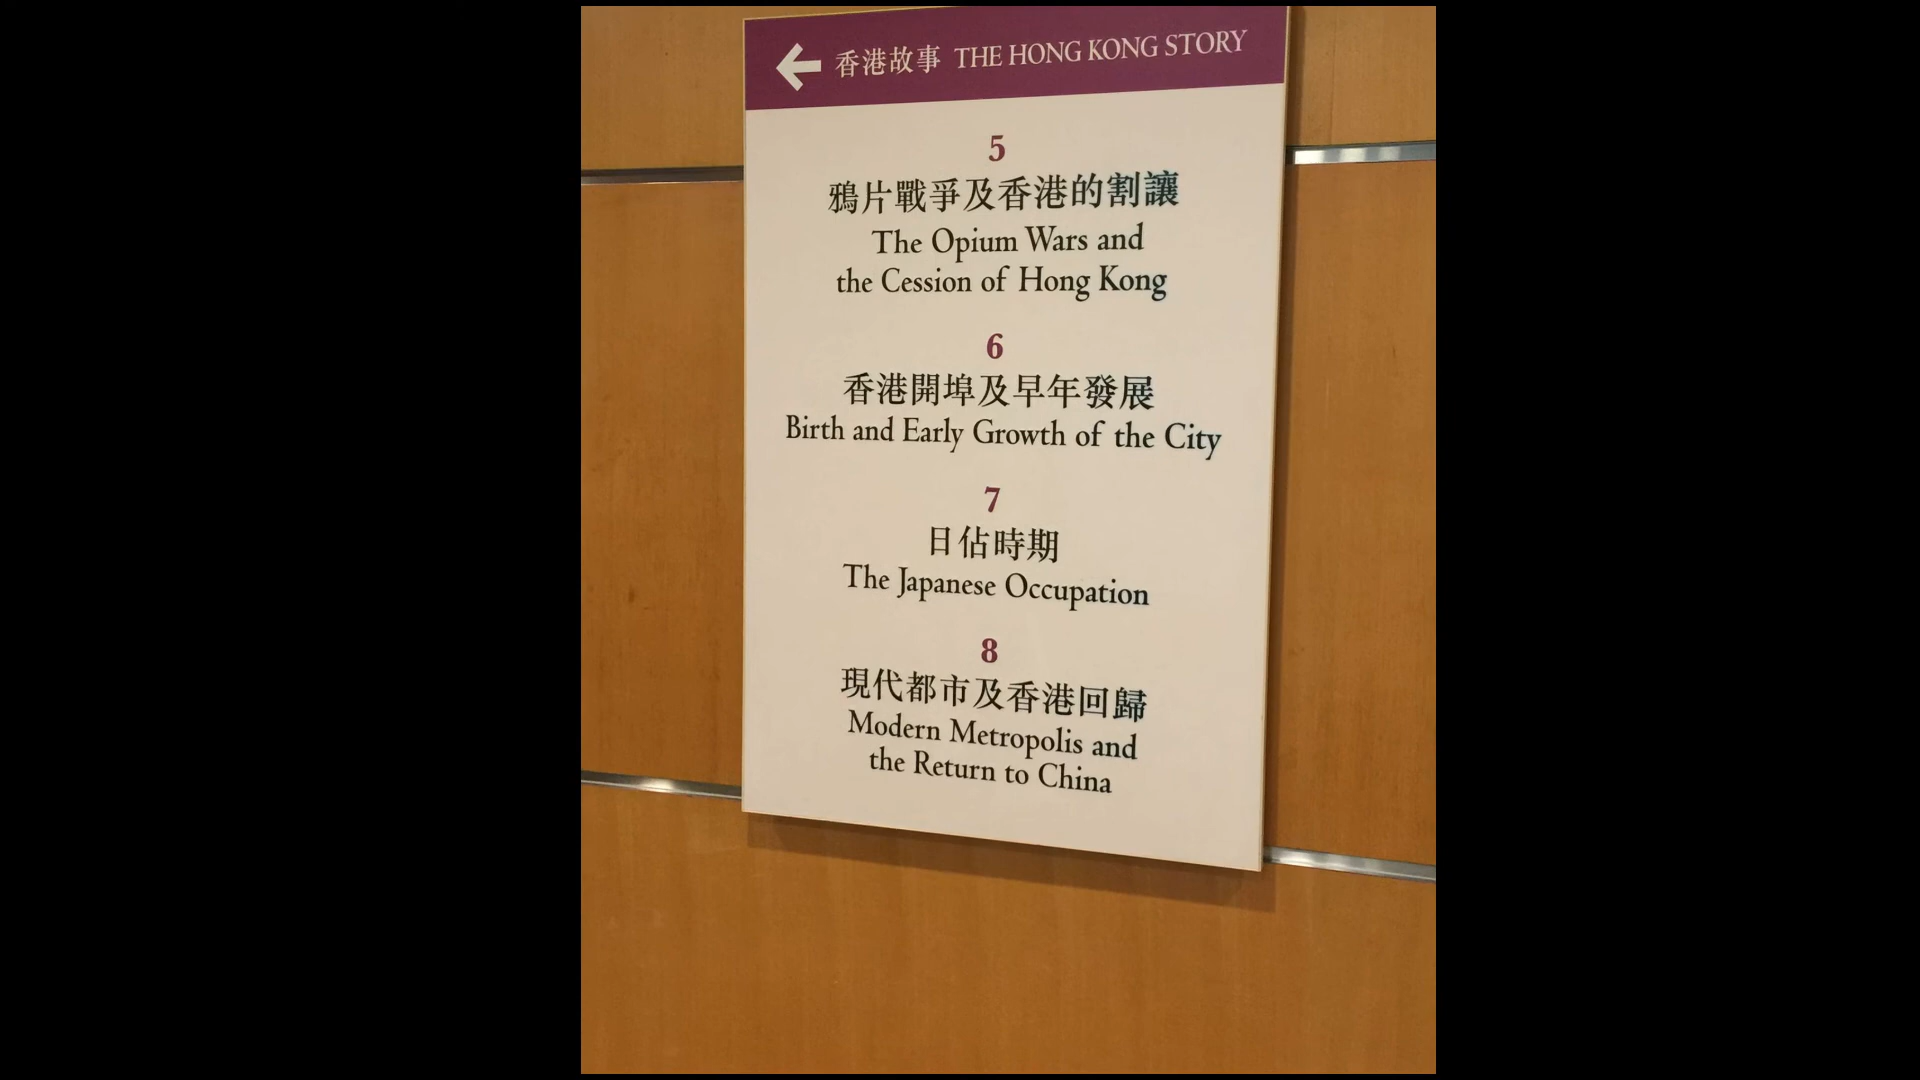 香港故事 THE HONG KONG STORY
5
鴉片戰爭及香港的割讓
The Opium Wars and
the Cession of Hong Kong
6
香港開埠及早年發展
Birth and Early Growth of the City
7
日佔時期
The Japanese Occupation
8
現代都市及香港回歸
Modern Metropolis and
the Return to China